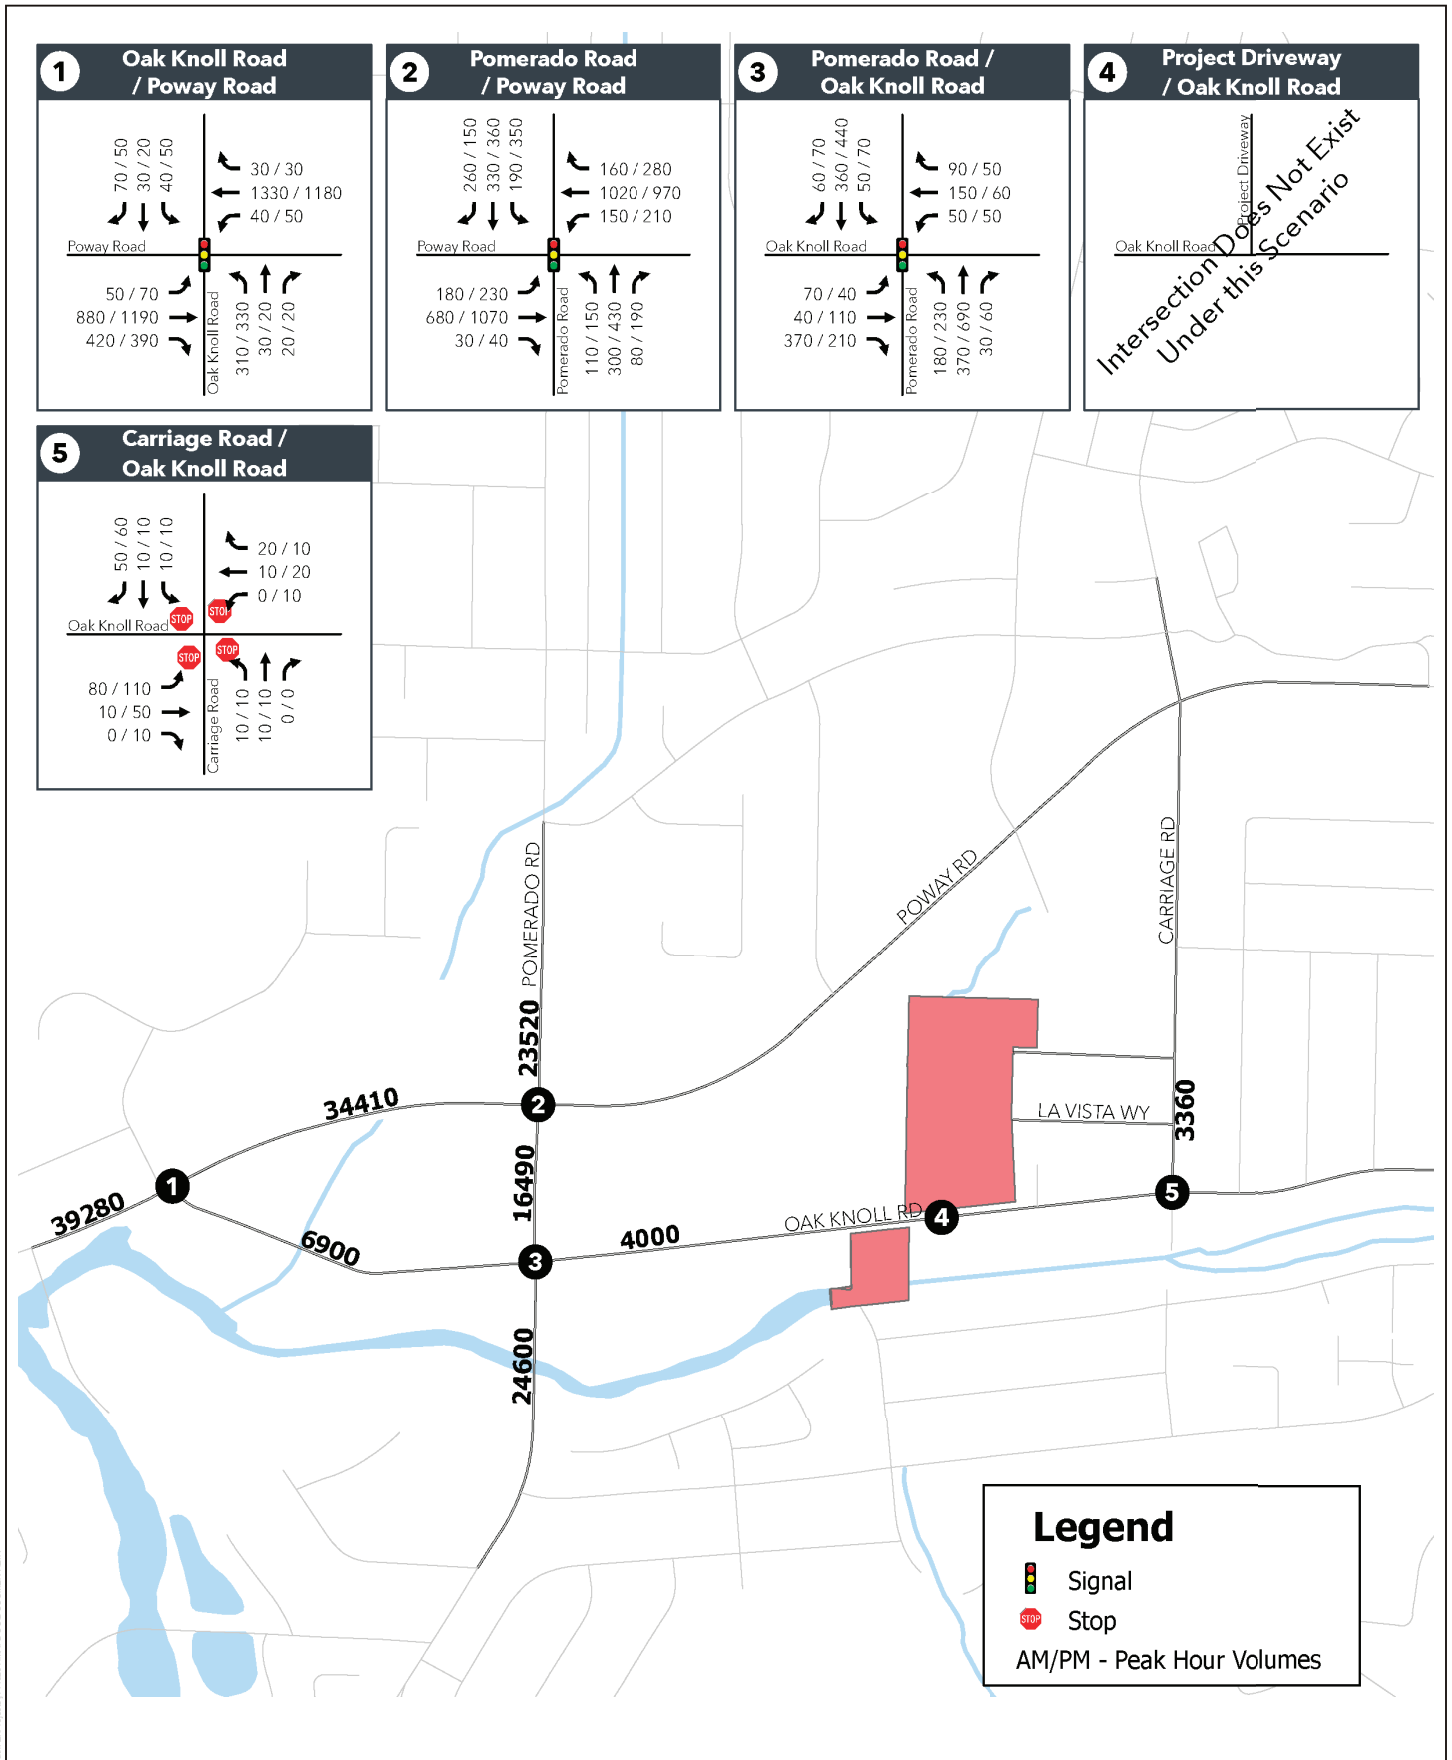 1
Oak Knoll Road
/ Poway Road
70 / 50
30 / 20
40 / 50
30 / 30
1330 / 1180
40 / 50
Poway Road
50 / 70
880 / 1190
420 / 390
Oak Knoll Road
310 / 330
30 / 20
20 / 20
2
Pomerado Road
/ Poway Road
260 / 150
330 / 360
190 / 350
160 / 280
1020 / 970
150 / 210
Poway Road
180 / 230
680 / 1070
30 / 40
Pomerado Road
110 / 150
300 / 430
80 / 190
3
Pomerado Road /
Oak Knoll Road
60 / 70
360 / 440
50 / 70
90 / 50
150 / 60
50 / 50
Oak Knoll Road
70 / 40
40 / 110
370 / 210
Pomerado Road
180 / 230
370 / 690
30 / 60
4
Project Driveway
/ Oak Knoll Road
Project Driveway
Oak Knoll Road
Intersection Does Not Exist
Under this Scenario
5
Carriage Road /
Oak Knoll Road
50 / 60
10 / 10
10 / 10
20 / 10
10 / 20
0 / 10
Oak Knoll Road
STOP
STOP
STOP
STOP
80 / 110
10 / 50
0 / 10
Carriage Road
10 / 10
10 / 10
0 / 0
POMERADO RD
POWAY RD
CARRIAGE RD
23520
34410
2
3360
LA VISTA WY
16490
1
39280
6900
3
4000
OAK KNOLL RD
4
5
24600
Legend
Signal
STOP
Stop
AM/PM - Peak Hour Volumes